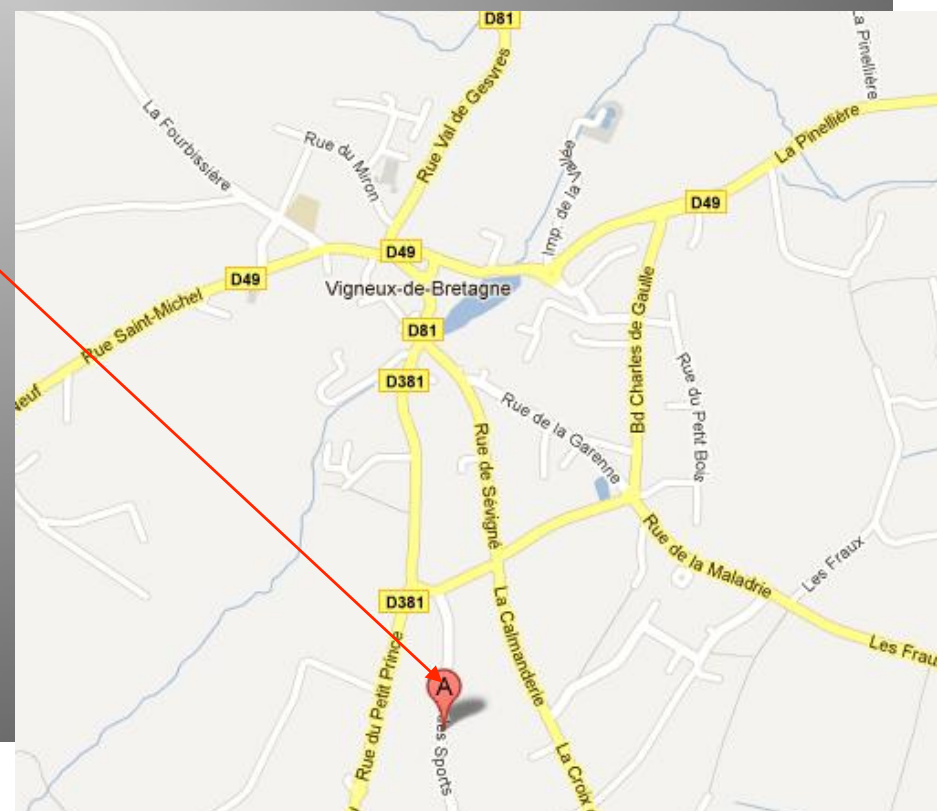 D81
La Pinellière
La Fourbissière
Rue du Miron
Rue Val de Gesvres
La Pinellière
Imp. de la Vallée
D49
D49
D49
Vigneux-de-Bretagne
Rue Saint-Michel
D81
Neuf
D381
Bd Charles de Gaulle
Rue du Petit Bois
Rue de la Garenne
Rue de Sévigné
Rue de la Maladrie
Les Fraux
D381
La Calmanderie
Les Frau
Rue du Petit Prince
A
des Sports
La Croix